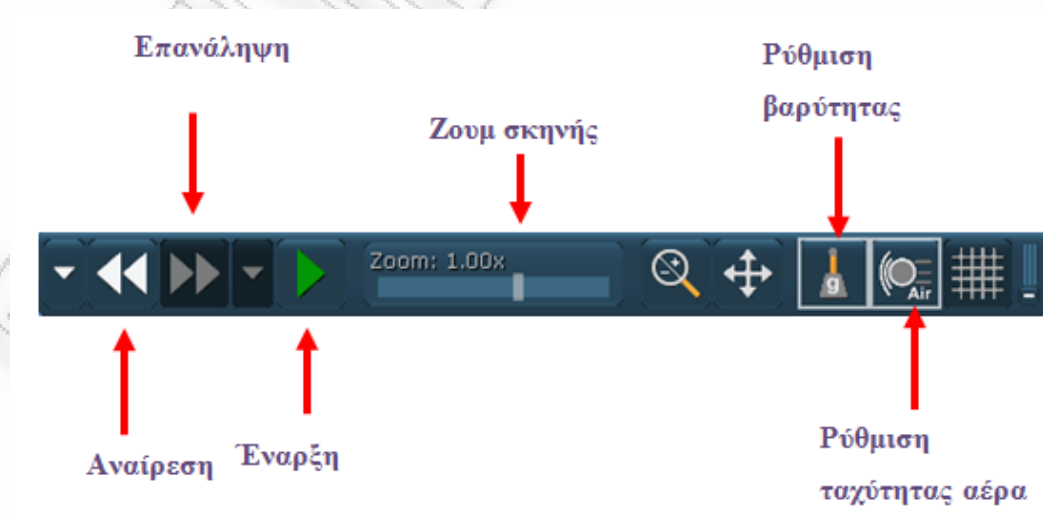 Επανάληψη
Ρύθμιση
βαρύτητας
Ζουμ σκηνής
Zoom: 1.00x
g
Air
Αναίρεση
Έναρξη
Ρύθμιση
ταχύτητας αέρα